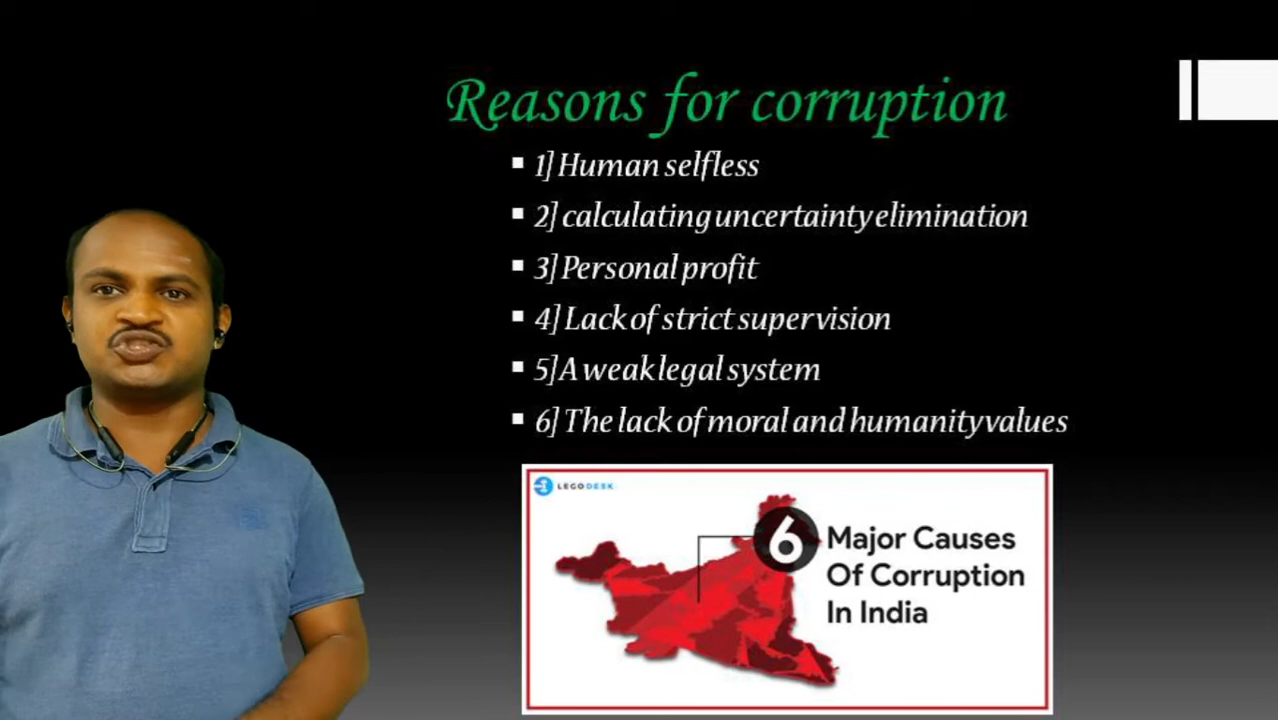 Reasons for corruption
1] Human selfless
2] calculating uncertainty elimination
3] Personal profit
4] Lack of strict supervision
5] A weak legal system
6] The lack of moral and humanity values
LEGODESK
6
Major Causes
Of Corruption
In India